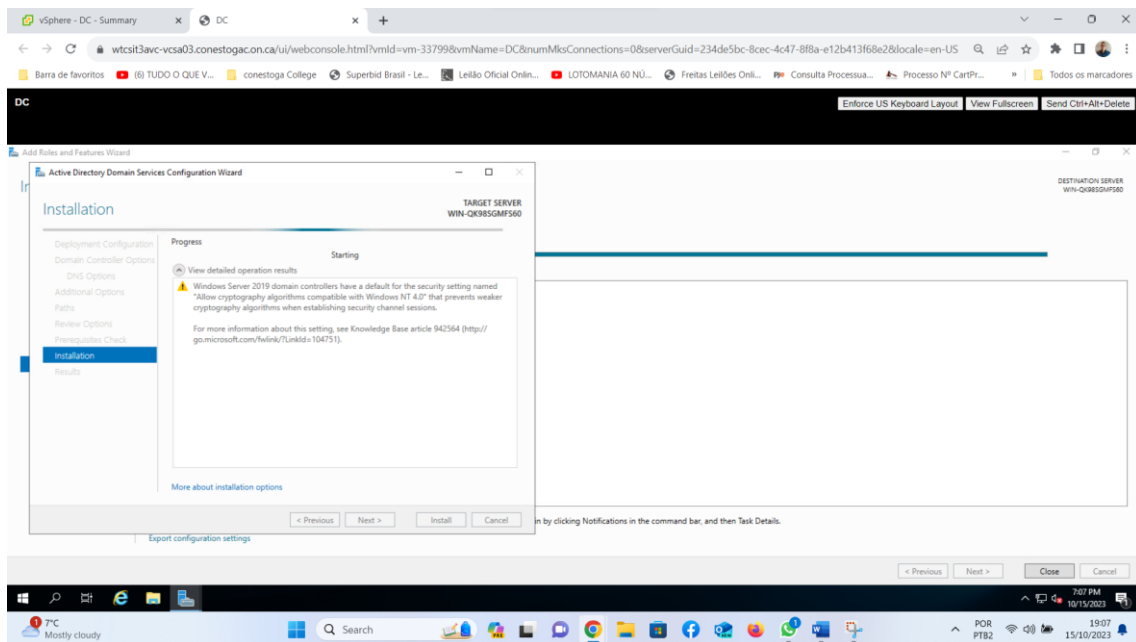 vSphere - DC - Summary
DC
wtcsit3avc-vcsa03.conestogac.on.ca/ui/webconsole.html?vmId=vm-33799&vmName=DC&numMksConnections=0&serverGuid=234de5bc-8cec-4c47-8f8a-e12b413f68e2&locale=en-US
Barra de favoritos
(6) TUDO O QUE V...
conestoga College
Superbid Brasil - Le...
Leilão Oficial Onlin...
LOTOMANIA 60 NÚ...
Freitas Leilões Onli...
Consulta Processua...
Processo Nº CartPr...
»
Todos os marcadores
DC
Enforce US Keyboard Layout
View Fullscreen
Send Ctrl+Alt+Delete
Add Roles and Features Wizard
Active Directory Domain Services Configuration Wizard
DESTINATION SERVER
WIN-QK98SGMFS60
Installation
TARGET SERVER
WIN-QK98SGMFS60
Deployment Configuration
Domain Controller Options
DNS Options
Additional Options
Paths
Review Options
Prerequisites Check
Installation
Results
Progress
Starting
View detailed operation results
Windows Server 2019 domain controllers have a default for the security setting named
"Allow cryptography algorithms compatible with Windows NT 4.0" that prevents weaker
cryptography algorithms when establishing security channel sessions.
For more information about this setting, see Knowledge Base article 942564 (http://
go.microsoft.com/fwlink/?LinkId=104751).
More about installation options
< Previous
Next >
Install
Cancel
in by clicking Notifications in the command bar, and then Task Details.
Export configuration settings
< Previous
Next >
Close
Cancel
7:07 PM
10/15/2023
7°C
Mostly cloudy
Search
POR
PTB2
19:07
15/10/2023